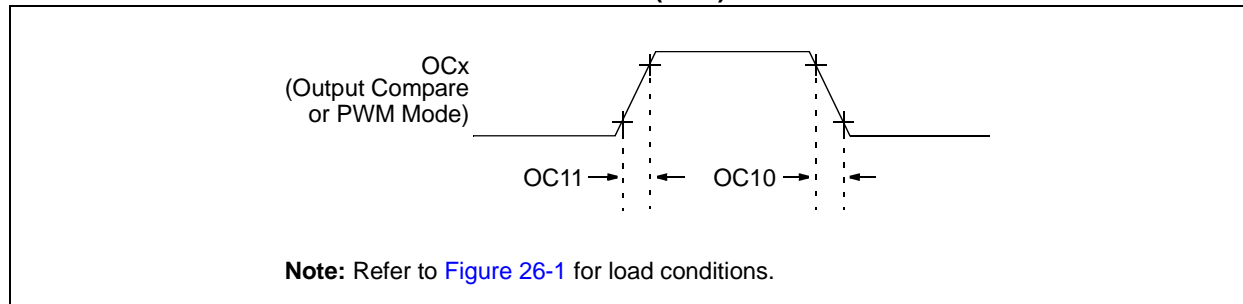 OCx
(Output Compare
or PWM Mode)
OC11 OC10
Note: Refer to Figure 26-1 for load conditions.